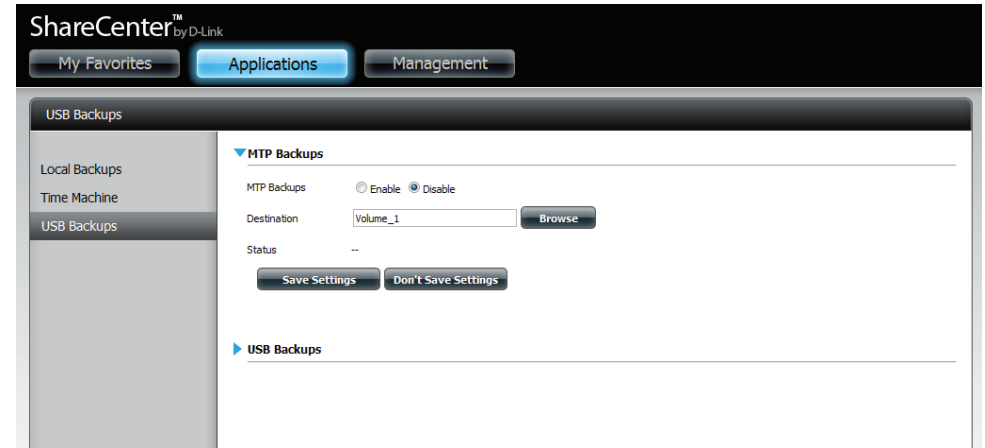 ShareCenter™ by D-Link
My Favorites Applications Management
USB Backups
Local Backups
Time Machine
USB Backups
MTP Backups
MTP Backups Enable Disable
Destination Volume_1 Browse
Status --
Save Settings Don't Save Settings
USB Backups